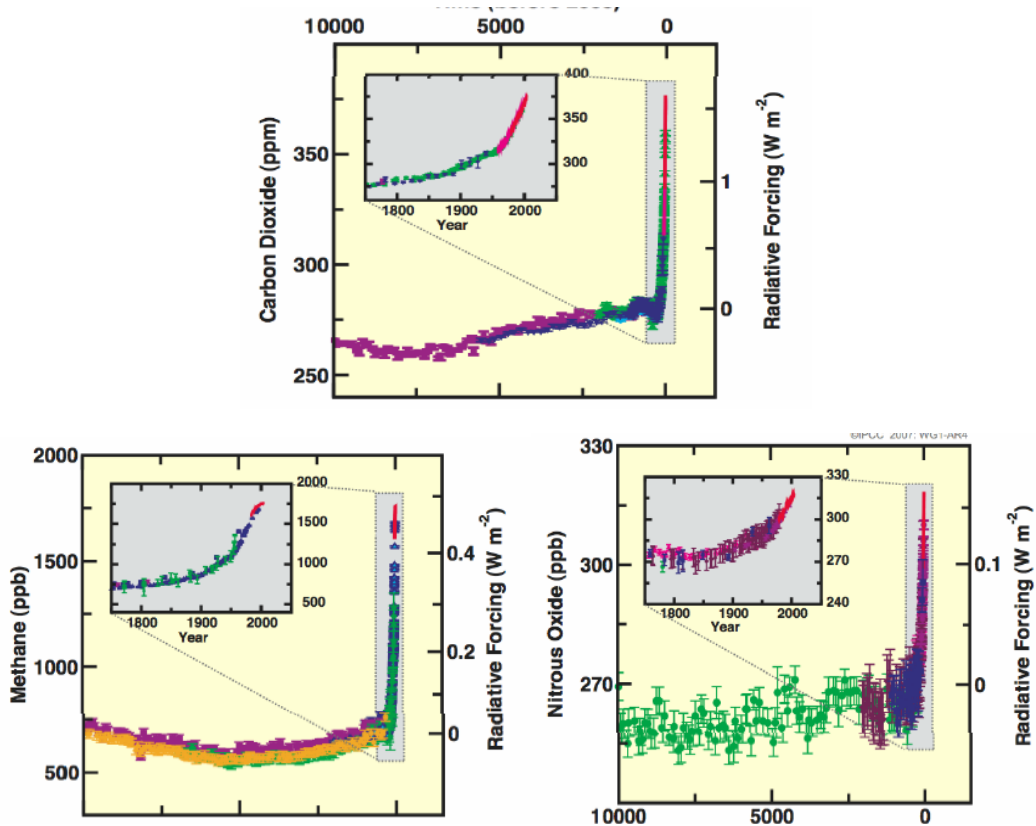 10000 5000 0
400
350
300
1800 1900 2000
Year
350
300
250
Carbon Dioxide (ppm)
1
0
Radiative Forcing (W m-2)
©IPCC 2007: WG1-AR4
2000
1500
1000
500
Methane (ppb)
2000
1500
1000
500
1800 1900 2000
Year
0.4
0.2
0
Radiative Forcing (W m-2)
330
300
270
Nitrous Oxide (ppb)
330
300
270
240
1800 1900 2000
Year
0.1
0
Radiative Forcing (W m-2)
10000 5000 0